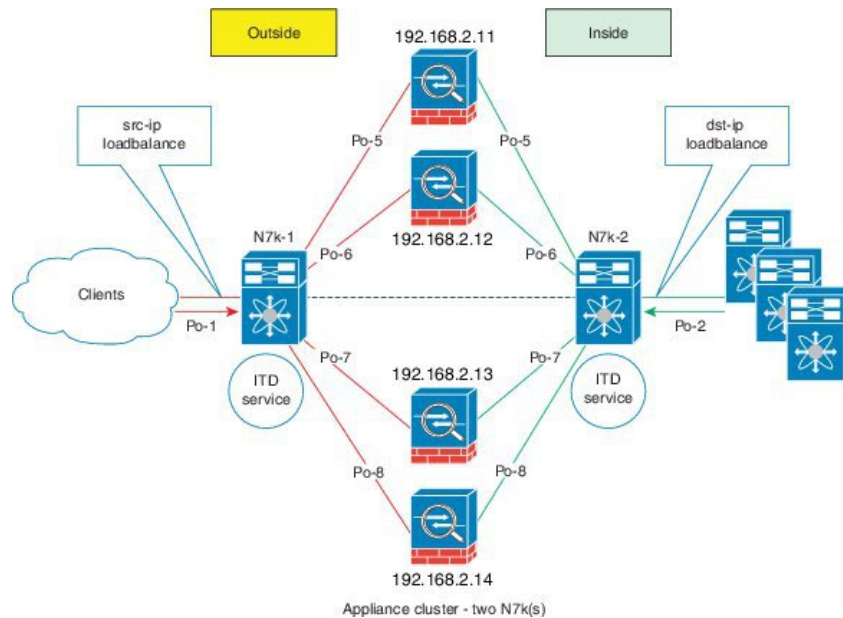 Outside
192.168.2.11
Inside
src-ip
loadbalance
dst-ip
loadbalance
Po-5
Po-5
N7k-1
192.168.2.12
N7k-2
Po-6
Po-6
Clients
Po-1
Po-2
ITD
service
Po-7
192.168.2.13
Po-7
ITD
service
Po-8
Po-8
192.168.2.14
Appliance cluster - two N7k(s)